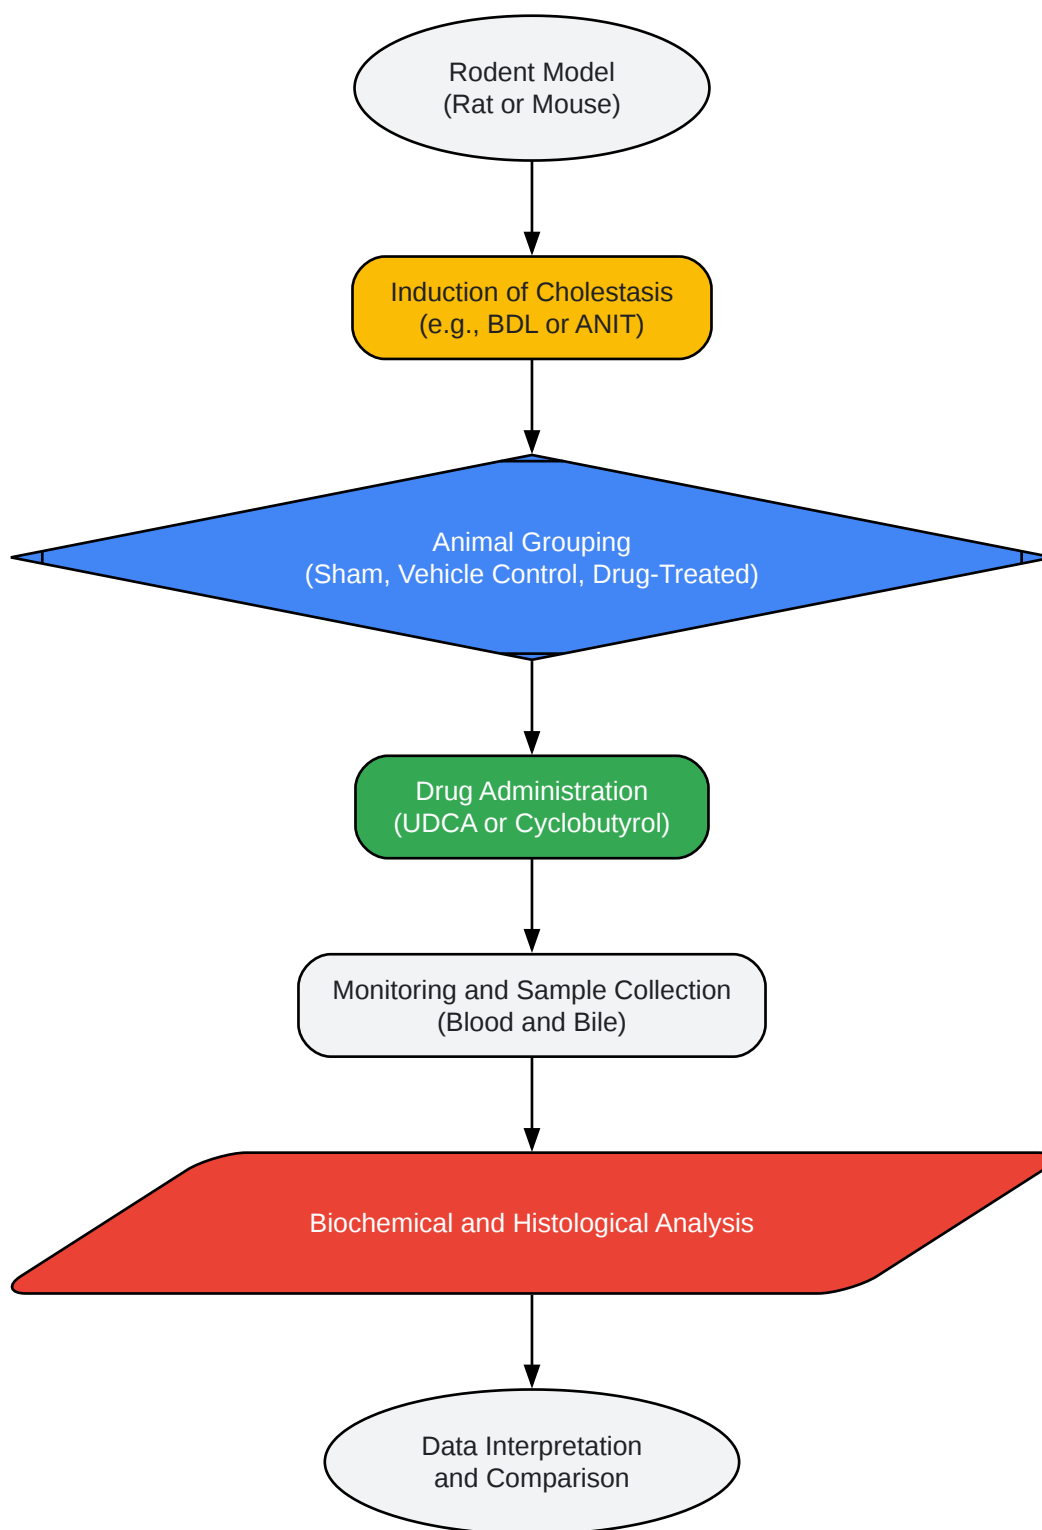 Rodent Model
(Rat or Mouse)
Induction of Cholestasis
(e.g., BDL or ANIT)
Animal Grouping
(Sham, Vehicle Control, Drug-Treated)
Drug Administration
(UDCA or Cyclobutyrol)
Monitoring and Sample Collection
(Blood and Bile)
Biochemical and Histological Analysis
Data Interpretation
and Comparison